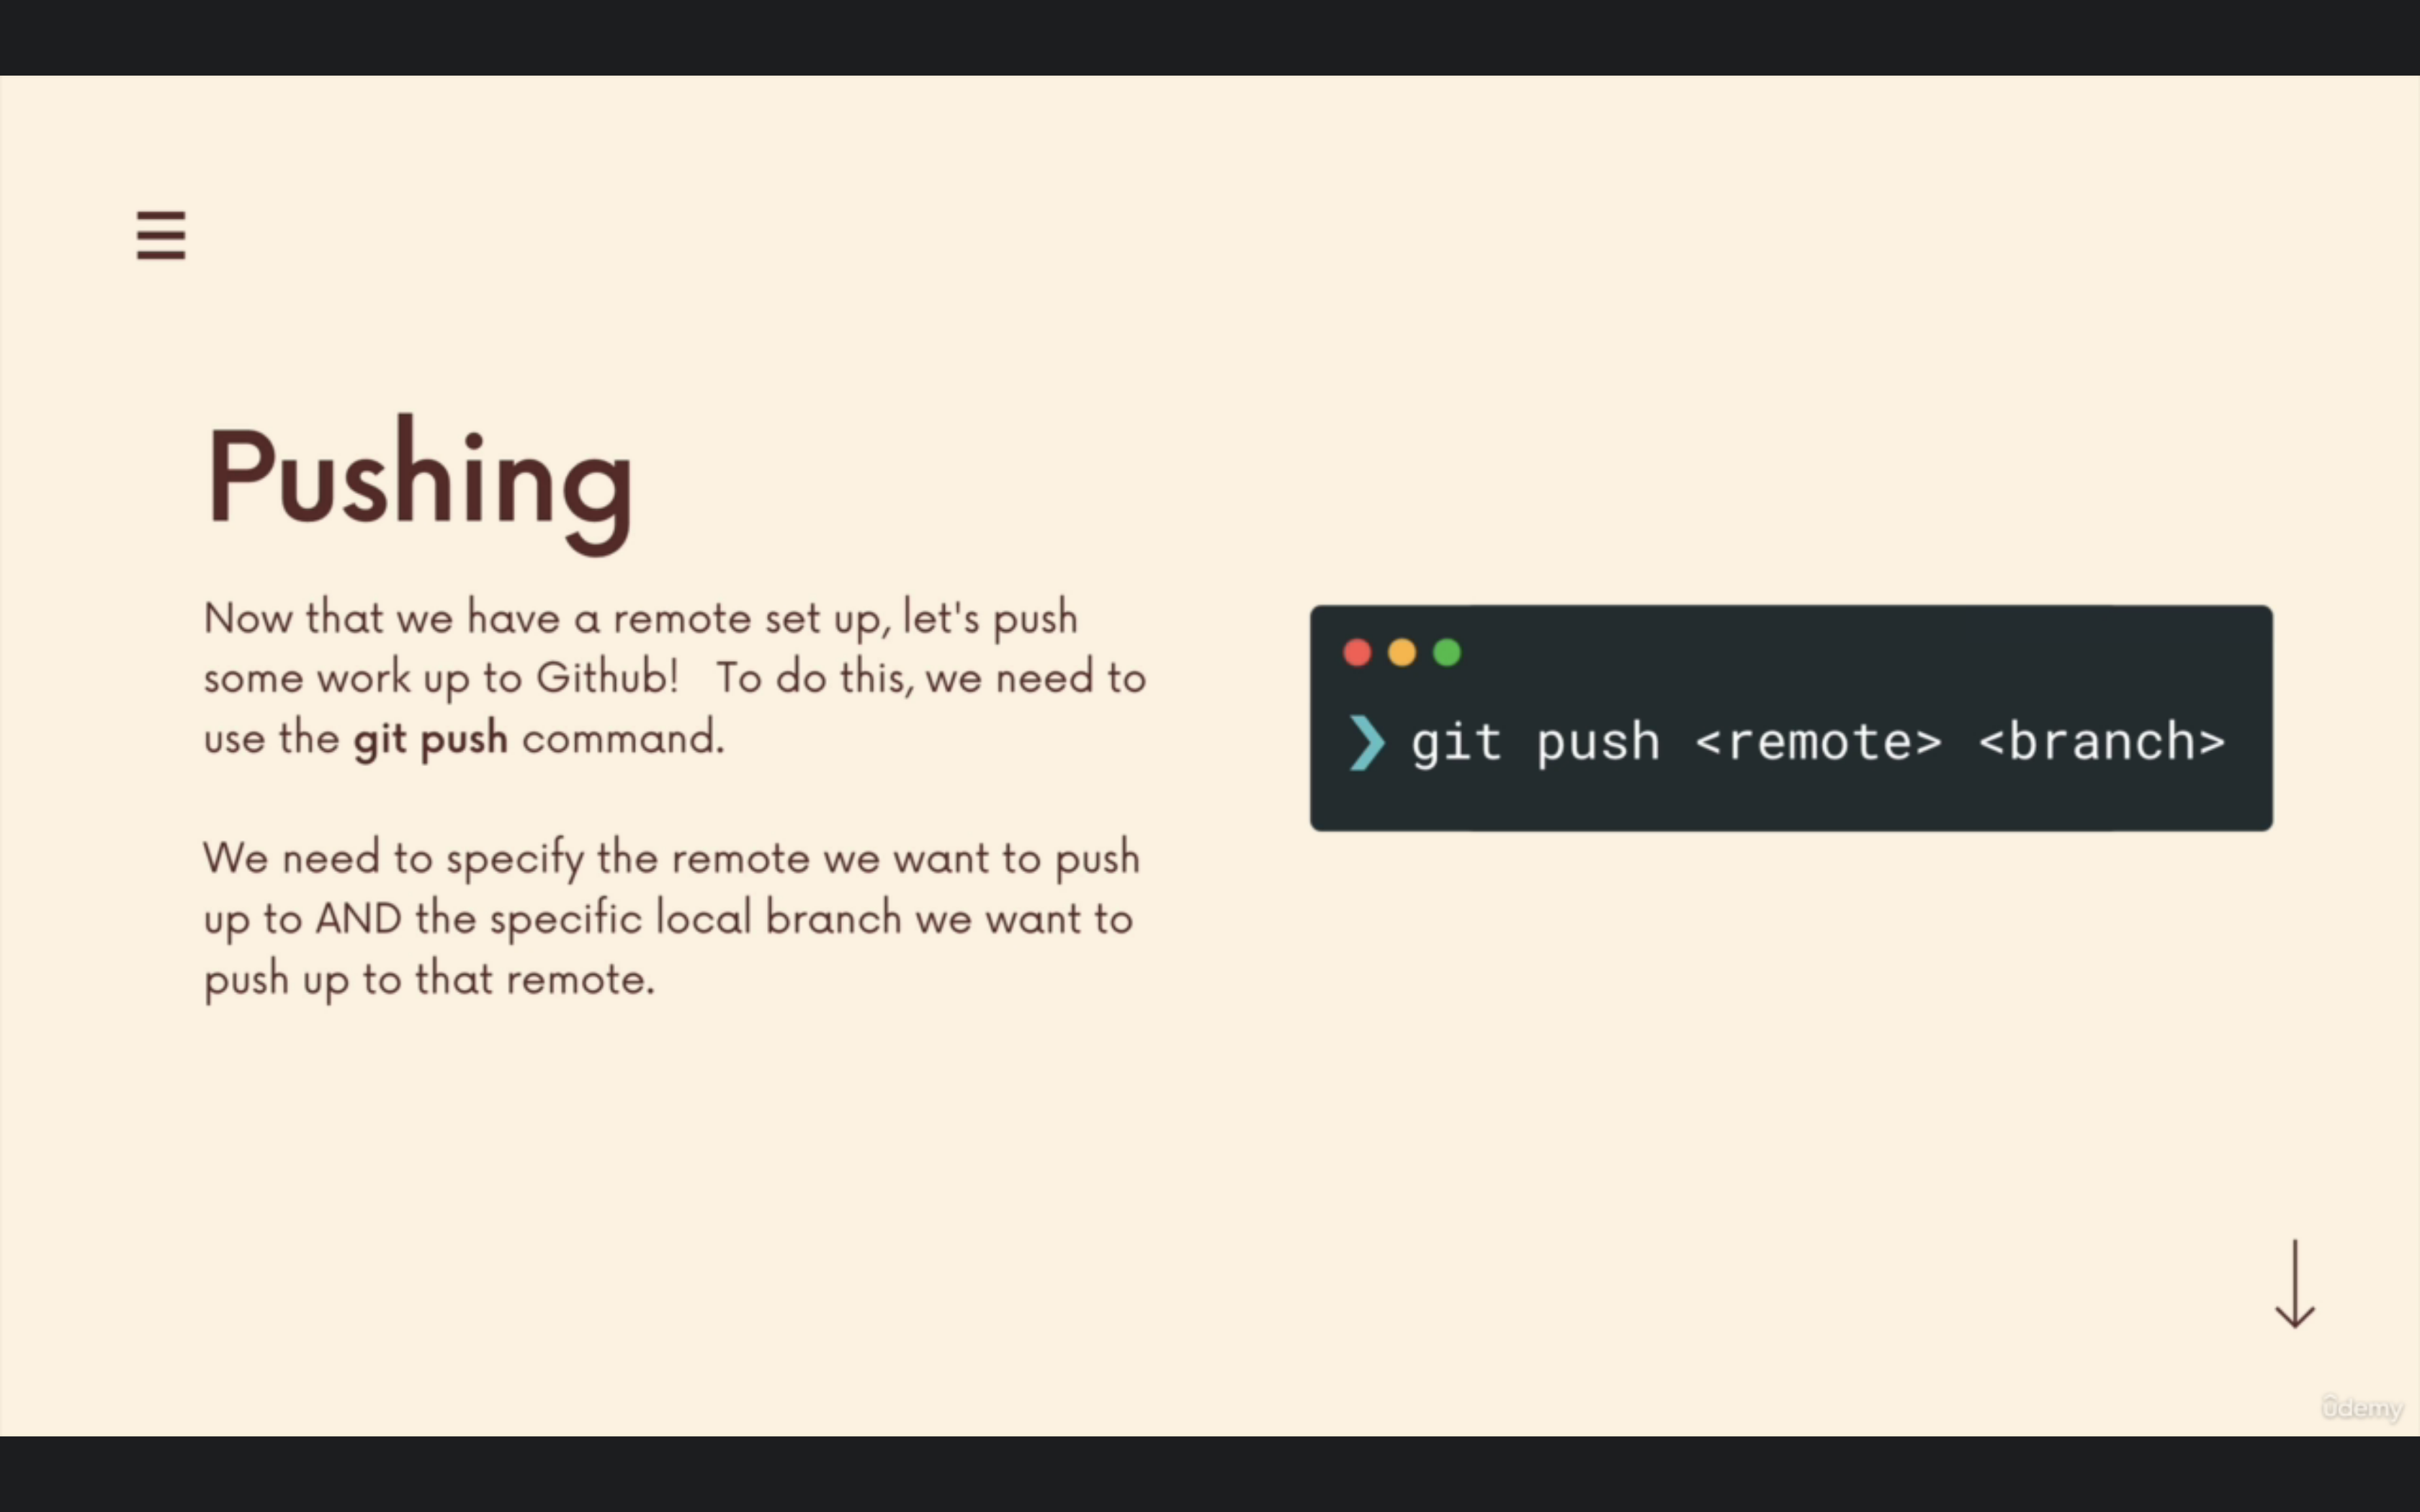 Pushing
Now that we have a remote set up, let's push
some work up to Github!   To do this, we need to
use the git push command.
We need to specify the remote we want to push
up to AND the specific local branch we want to
push up to that remote.
❯ git push <remote> <branch>
ûdemy